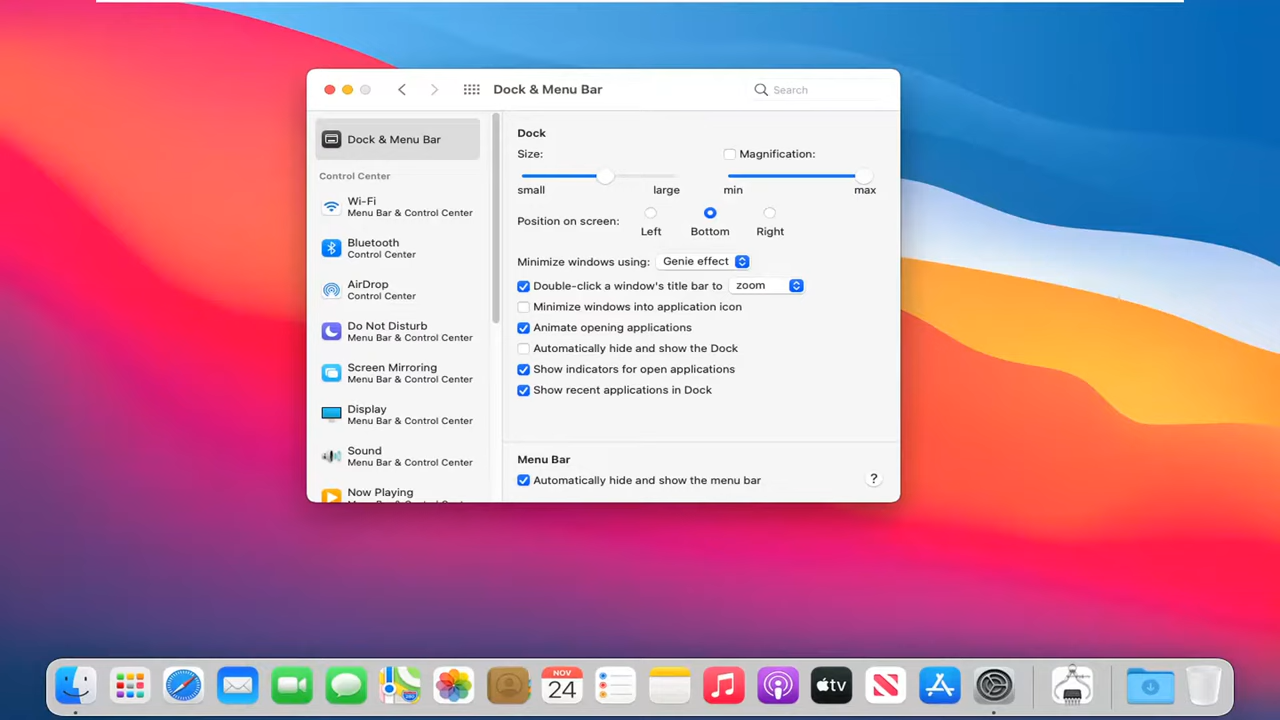 Dock & Menu Bar
Search
Dock & Menu Bar
Control Center
Wi-Fi
Menu Bar & Control Center
Bluetooth
Control Center
AirDrop
Control Center
Do Not Disturb
Menu Bar & Control Center
Screen Mirroring
Menu Bar & Control Center
Display
Menu Bar & Control Center
Sound
Menu Bar & Control Center
Now Playing
Dock
Size:
Magnification:
small
large
min
max
Position on screen:
Left
Bottom
Right
Minimize windows using:
Genie effect
Double-click a window's title bar to
zoom
Minimize windows into application icon
Animate opening applications
Automatically hide and show the Dock
Show indicators for open applications
Show recent applications in Dock
Menu Bar
Automatically hide and show the menu bar
?
NOV
24
tv